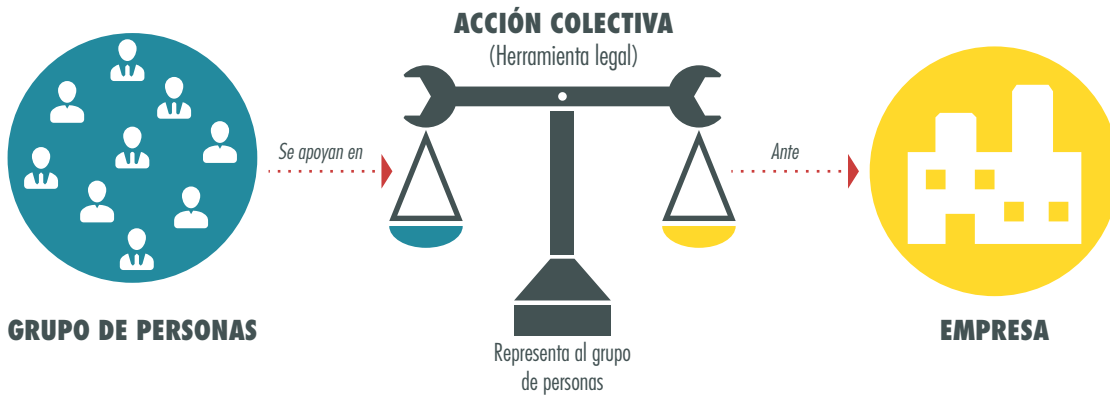 ACCIÓN COLECTIVA
(Herramienta legal)
Se apoyan en
Ante
GRUPO DE PERSONAS
EMPRESA
Representa al grupo
de personas